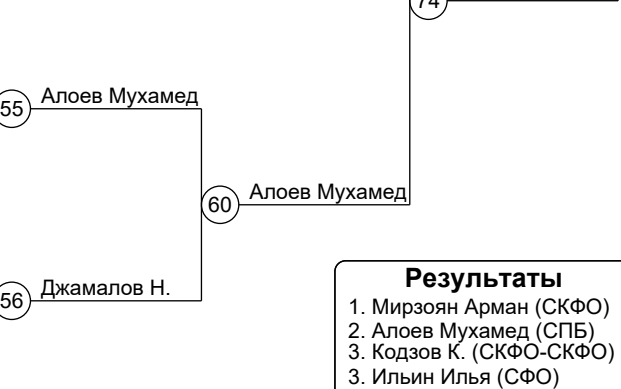 74
55 Алоев Мухамед
60 Алоев Мухамед
56 Джамалов Н.
Результаты
1. Мирзоян Арман (СКФО)
2. Алоев Мухамед (СПБ)
3. Кодзов К. (СКФО-СКФО)
3. Ильин Илья (СФО)